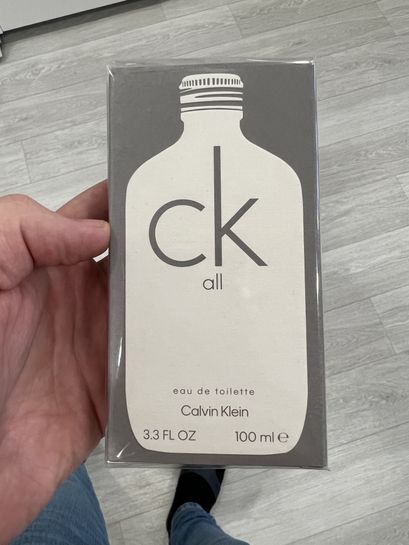 ck
all
eau de toilette
Calvin Klein
3.3 FL OZ 100 ml ℮